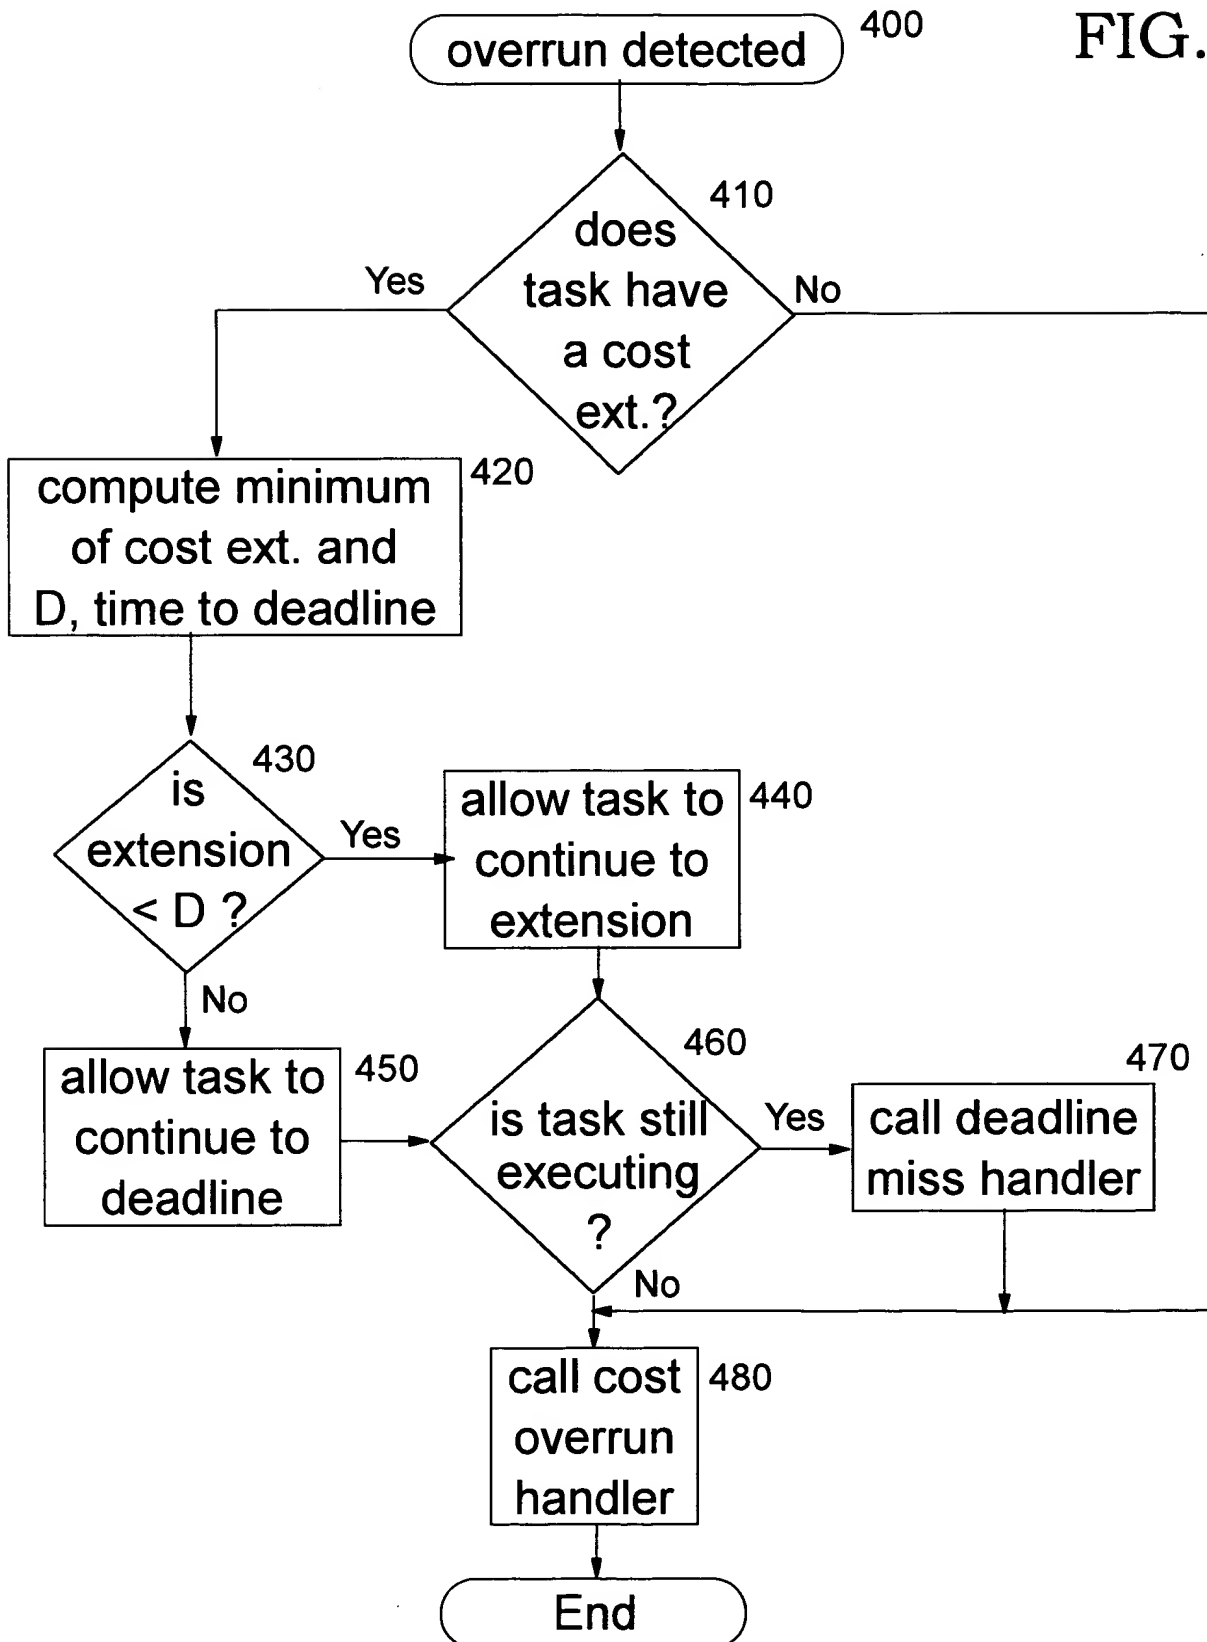 overrun detected
400
FIG.
410
does
task have
a cost
ext.?
Yes
No
420
compute minimum
of cost ext. and
D, time to deadline
430
is
extension
< D ?
Yes
440
allow task to
continue to
extension
No
450
allow task to
continue to
deadline
460
is task still
executing
?
Yes
470
call deadline
miss handler
No
call cost
overrun
handler
480
End